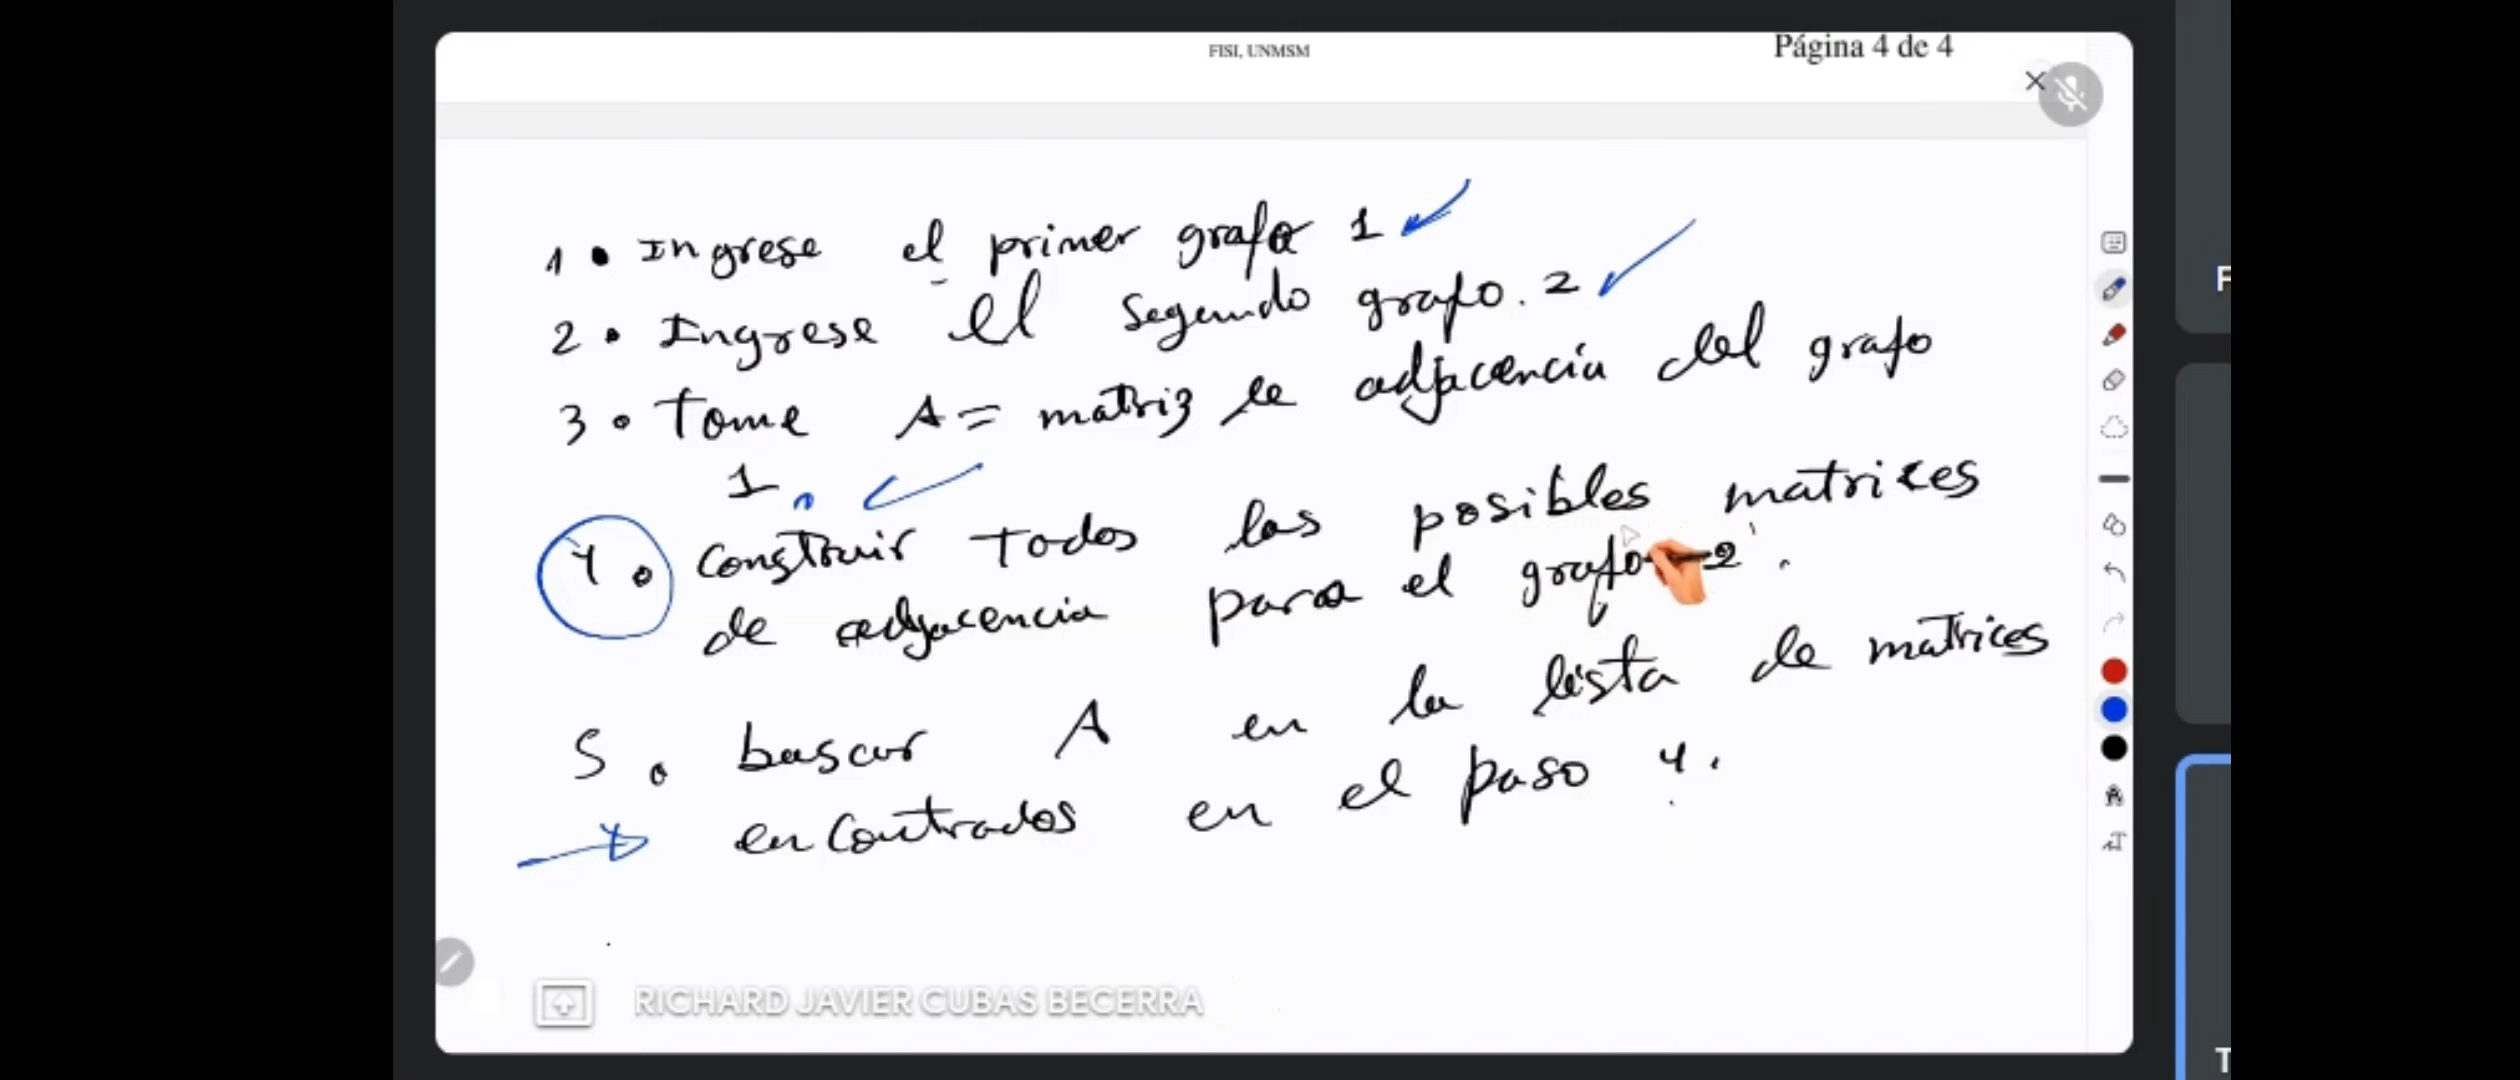 FISI, UNMSM
Página 4 de 4
1. Ingrese el primer grafo 1
2. Ingrese el segundo grafo. 2
3. Tome A = matriz de adjacencia del grafo
1.
4. Construir todos las posibles matrices
de adjacencia para el grafo 2.
5. buscar A en la lista de matrices
encontrados en el paso 4.
RICHARD JAVIER CUBAS BECERRA
F
T